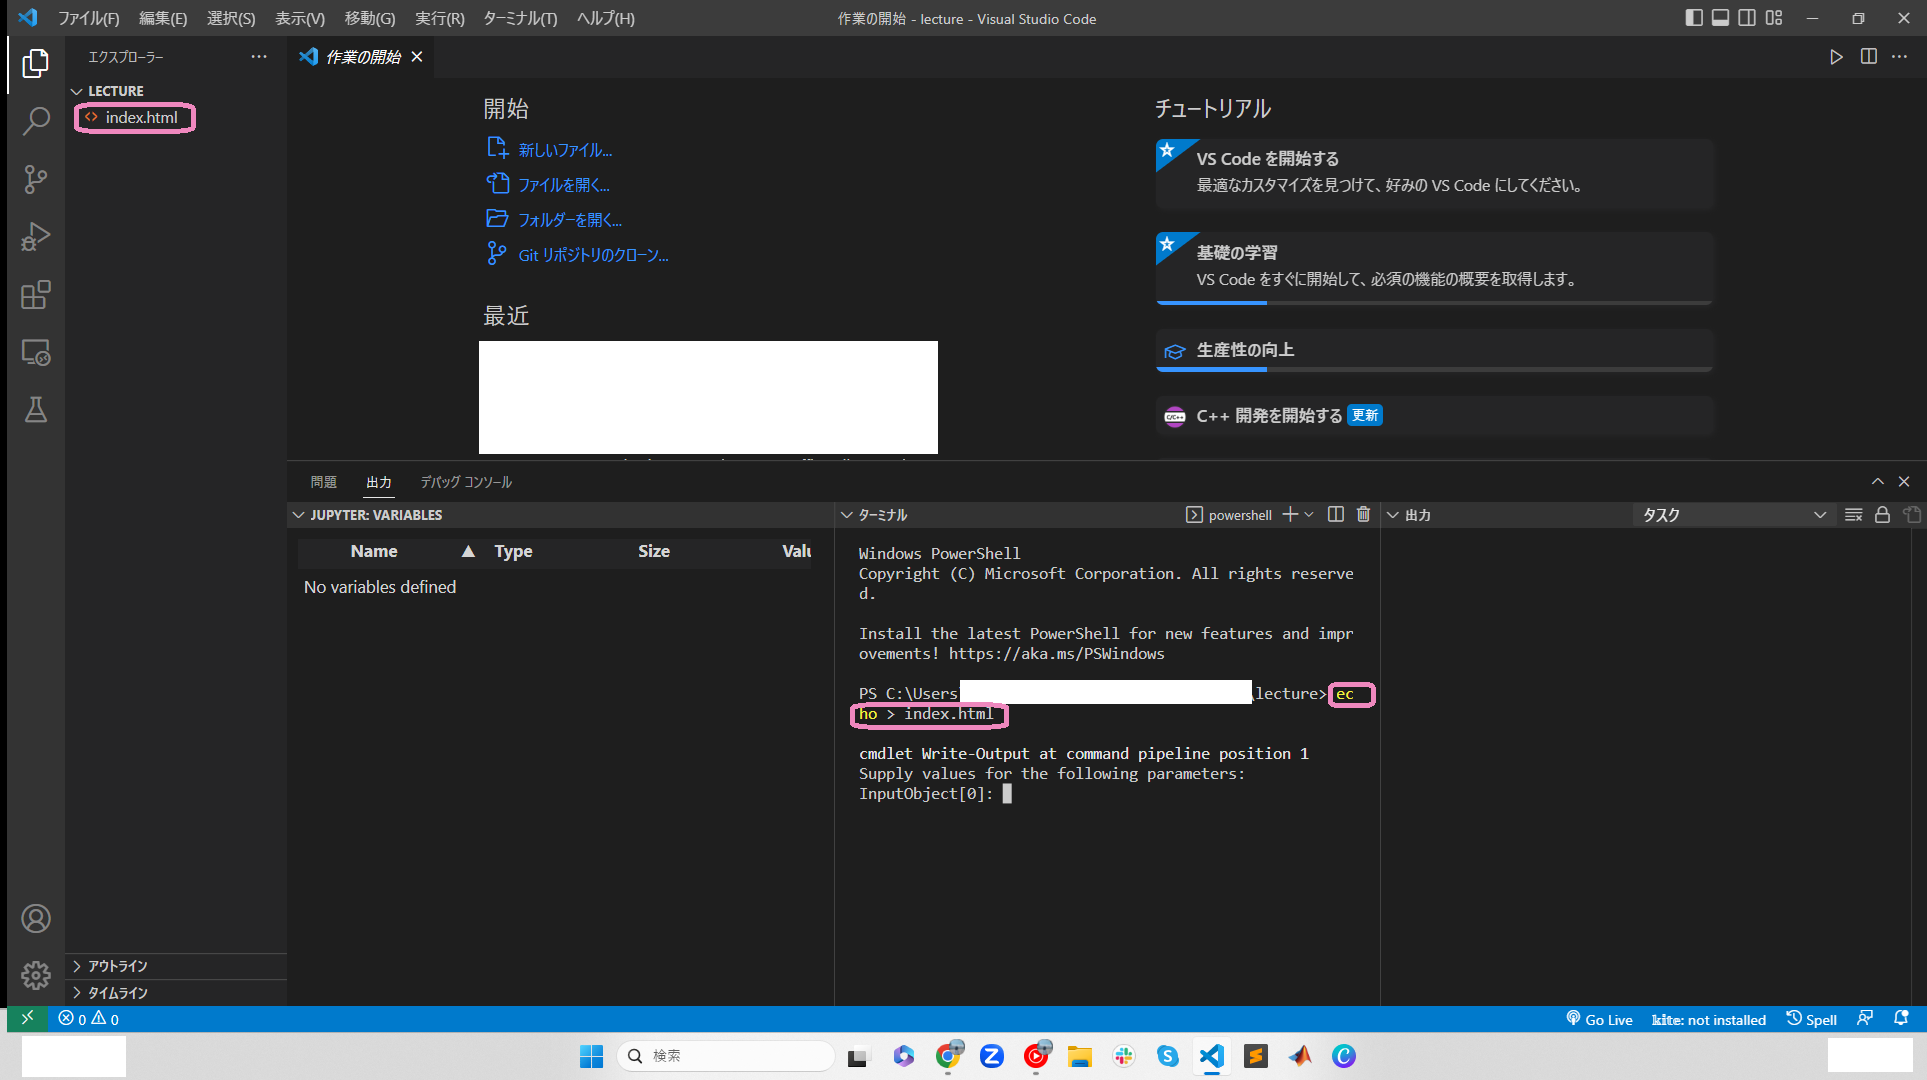 ファイル(F) 編集(E) 選択(S) 表示(V) 移動(G) 実行(R) ターミナル(T) ヘルプ(H)
作業の開始 - lecture - Visual Studio Code
エクスプローラー
LECTURE
index.html
作業の開始
開始
新しいファイル...
ファイルを開く...
フォルダーを開く...
Git リポジトリのクローン...
最近
チュートリアル
VS Code を開始する
最適なカスタマイズを見つけて、好みの VS Code にしてください。
基礎の学習
VS Code をすぐに開始して、必須の機能の概要を取得します。
生産性の向上
C/C++
C++ 開発を開始する 更新
問題 出力 デバッグ コンソール
JUPYTER: VARIABLES
Name Type Size Valu
No variables defined
ターミナル
powershell
Windows PowerShell
Copyright (C) Microsoft Corporation. All rights reserve
d.
Install the latest PowerShell for new features and impr
ovements! https://aka.ms/PSWindows
PS C:\Users \lecture> ec
ho > index.html
cmdlet Write-Output at command pipeline position 1
Supply values for the following parameters:
InputObject[0]:
出力
タスク
アウトライン
タイムライン
0 0
Go Live kite: not installed Spell
検索